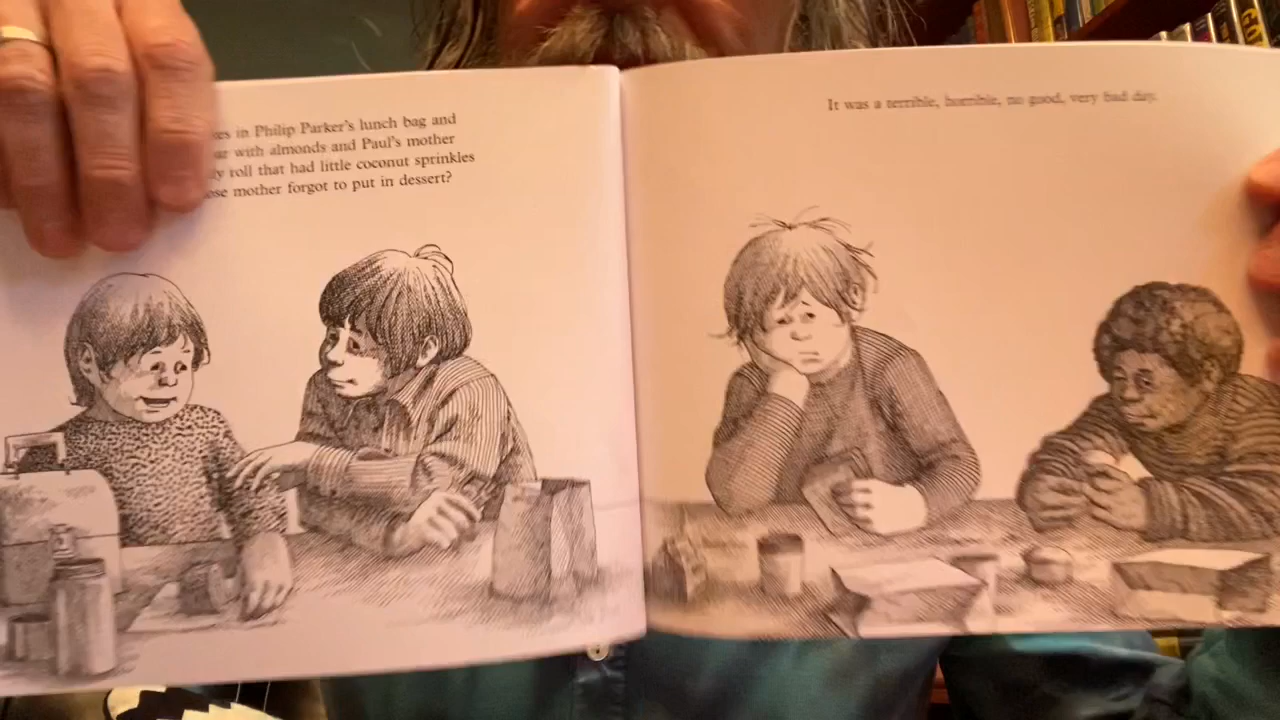 in Philip Parker's lunch bag and
with almonds and Paul's mother
roll that had little coconut sprinkles
mother forgot to put in dessert?
It was a terrible, horrible, no good, very bad day.